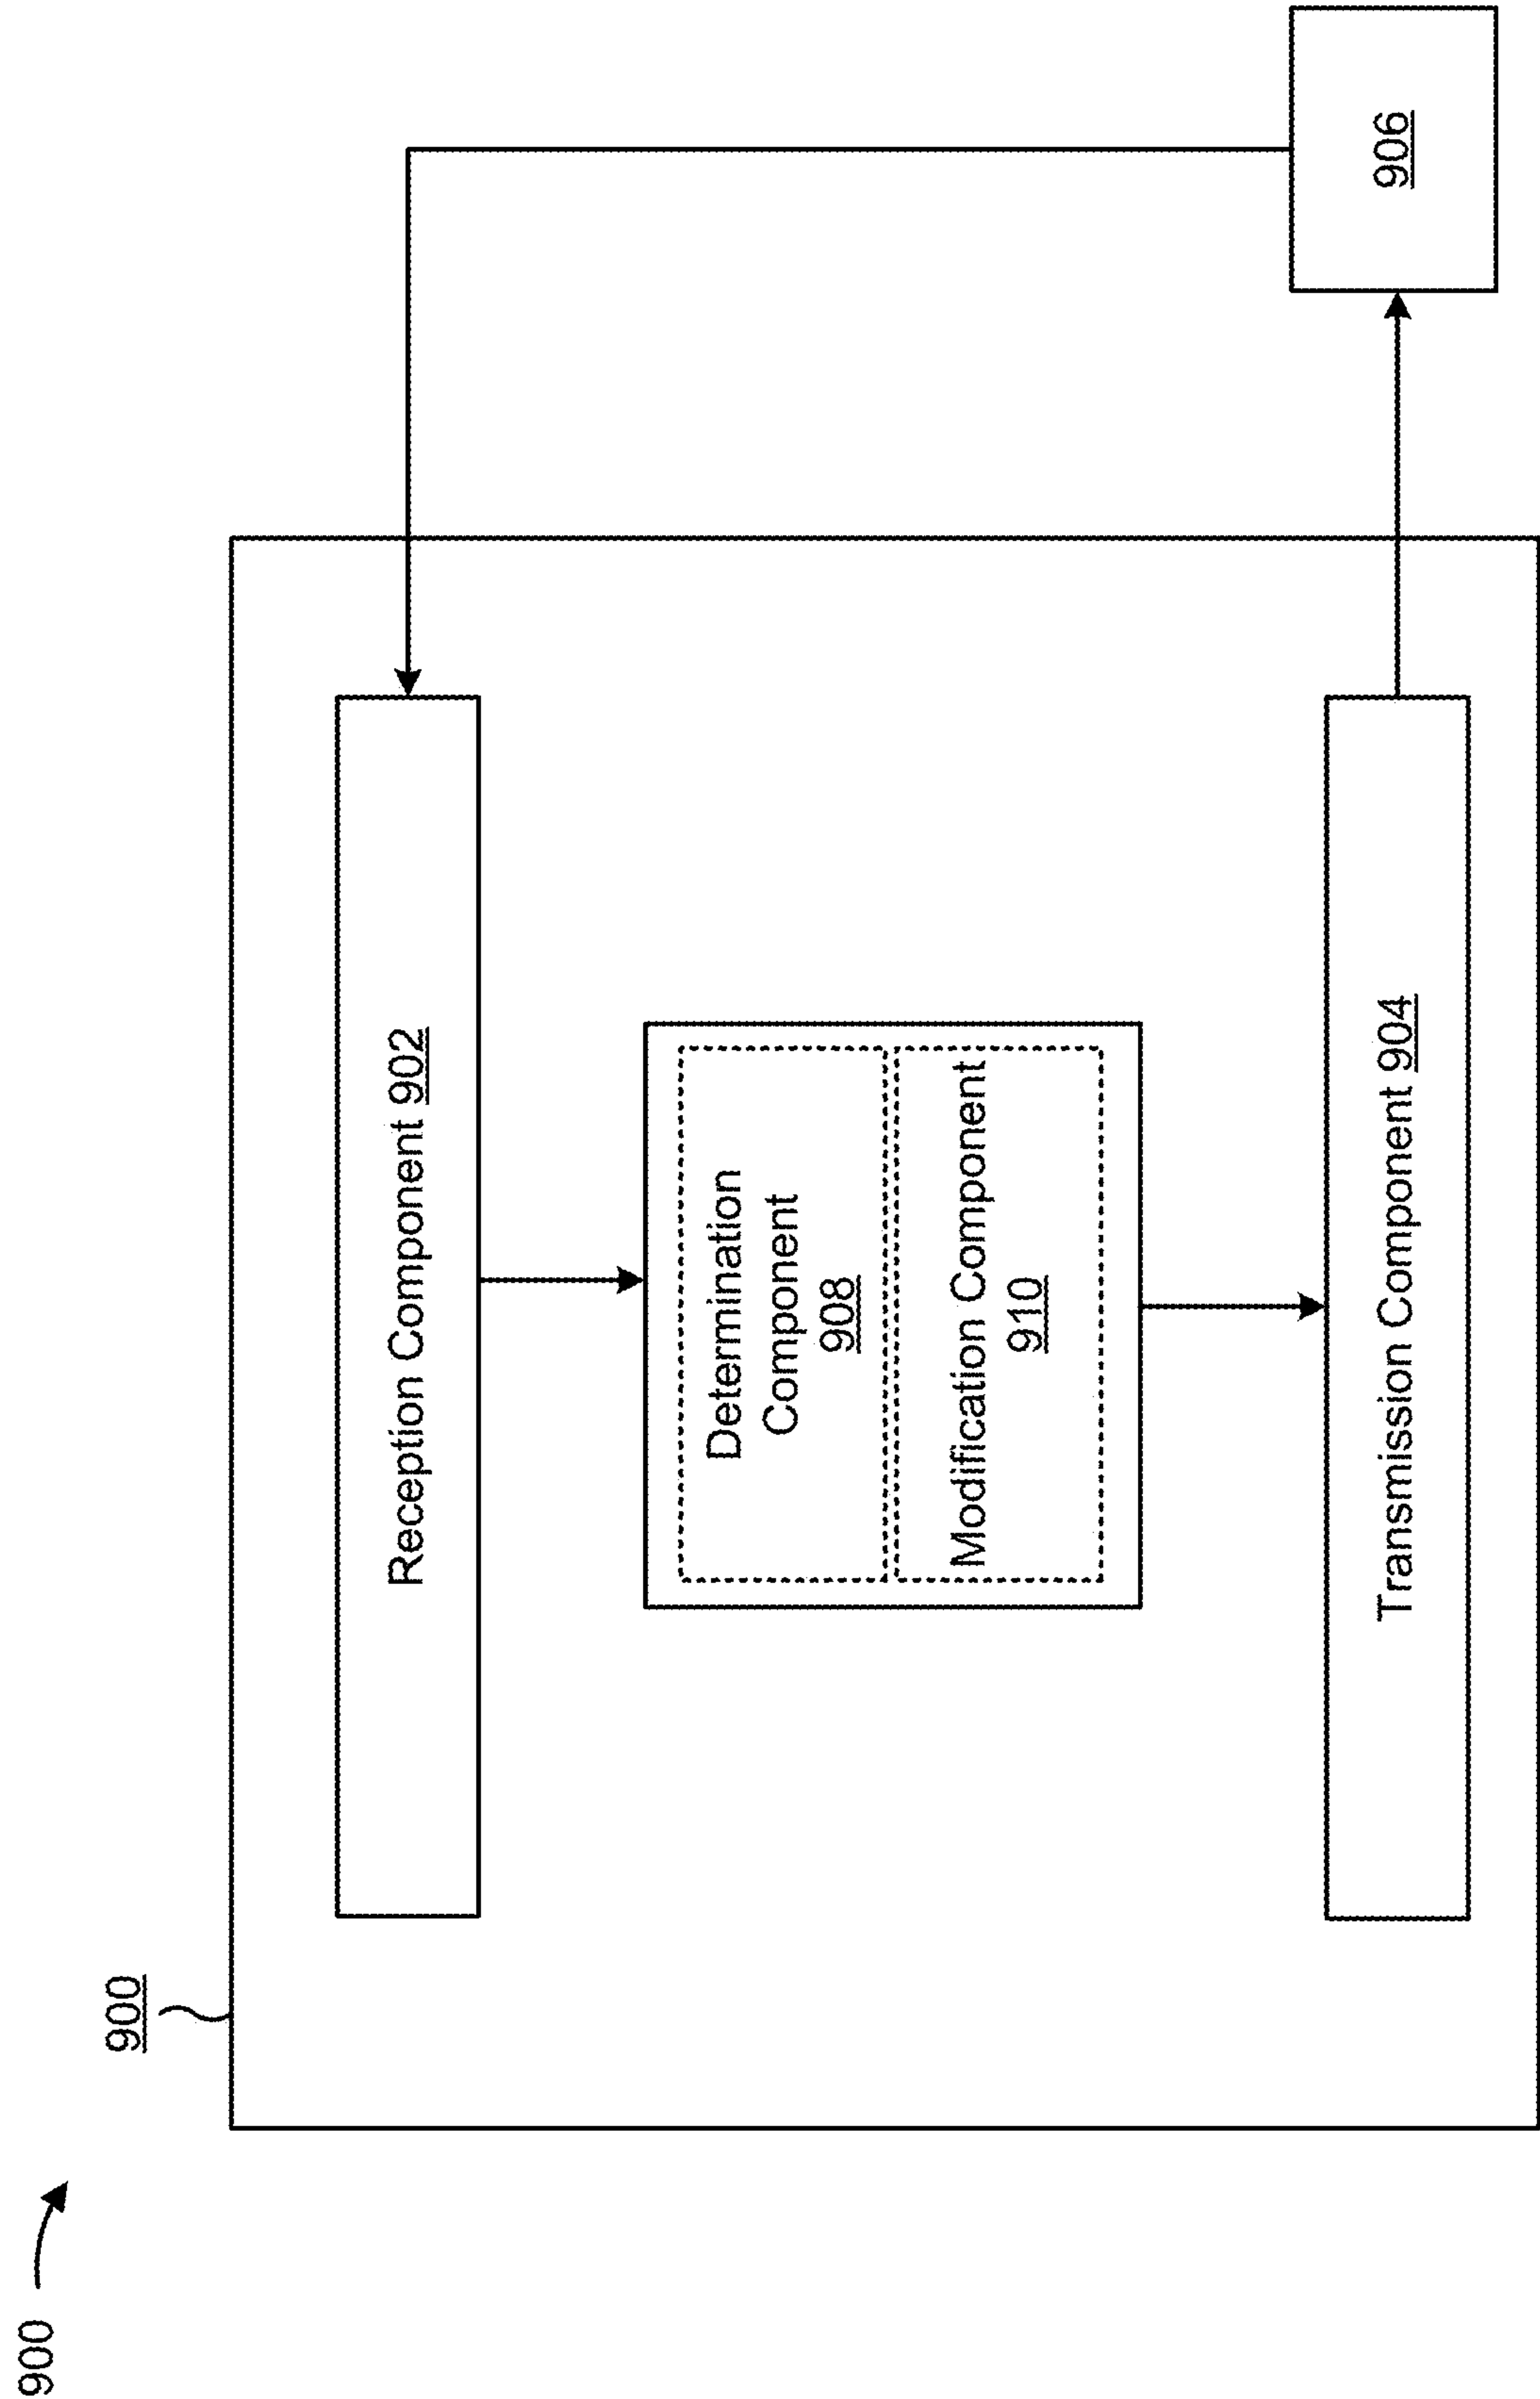 900
900
Reception Component 902
Determination
Component
908
Modification Component
910
Transmission Component 904
906